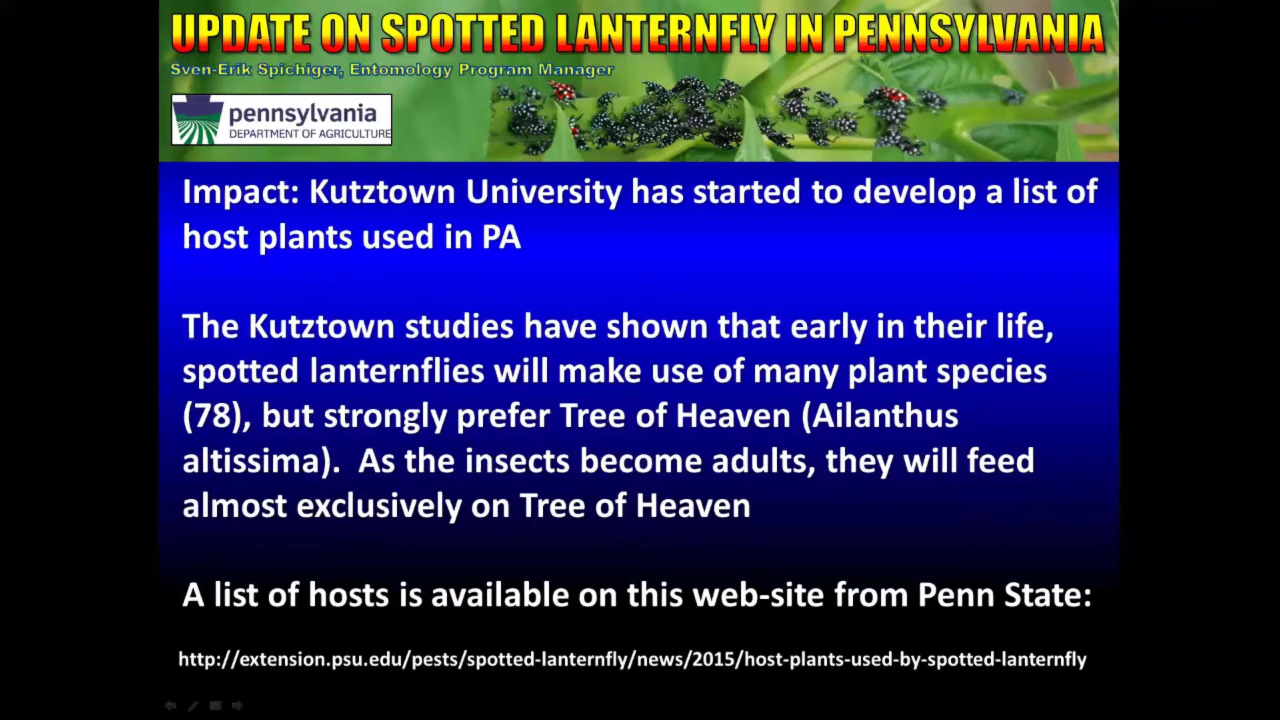 UPDATE ON SPOTTED LANTERNFLY IN PENNSYLVANIA
Sven-Erik Spichiger, Entomology Program Manager
pennsylvania
DEPARTMENT OF AGRICULTURE
Impact: Kutztown University has started to develop a list of
host plants used in PA
The Kutztown studies have shown that early in their life,
spotted lanternflies will make use of many plant species
(78), but strongly prefer Tree of Heaven (Ailanthus
altissima).  As the insects become adults, they will feed
almost exclusively on Tree of Heaven
A list of hosts is available on this web-site from Penn State:
http://extension.psu.edu/pests/spotted-lanternfly/news/2015/host-plants-used-by-spotted-lanternfly